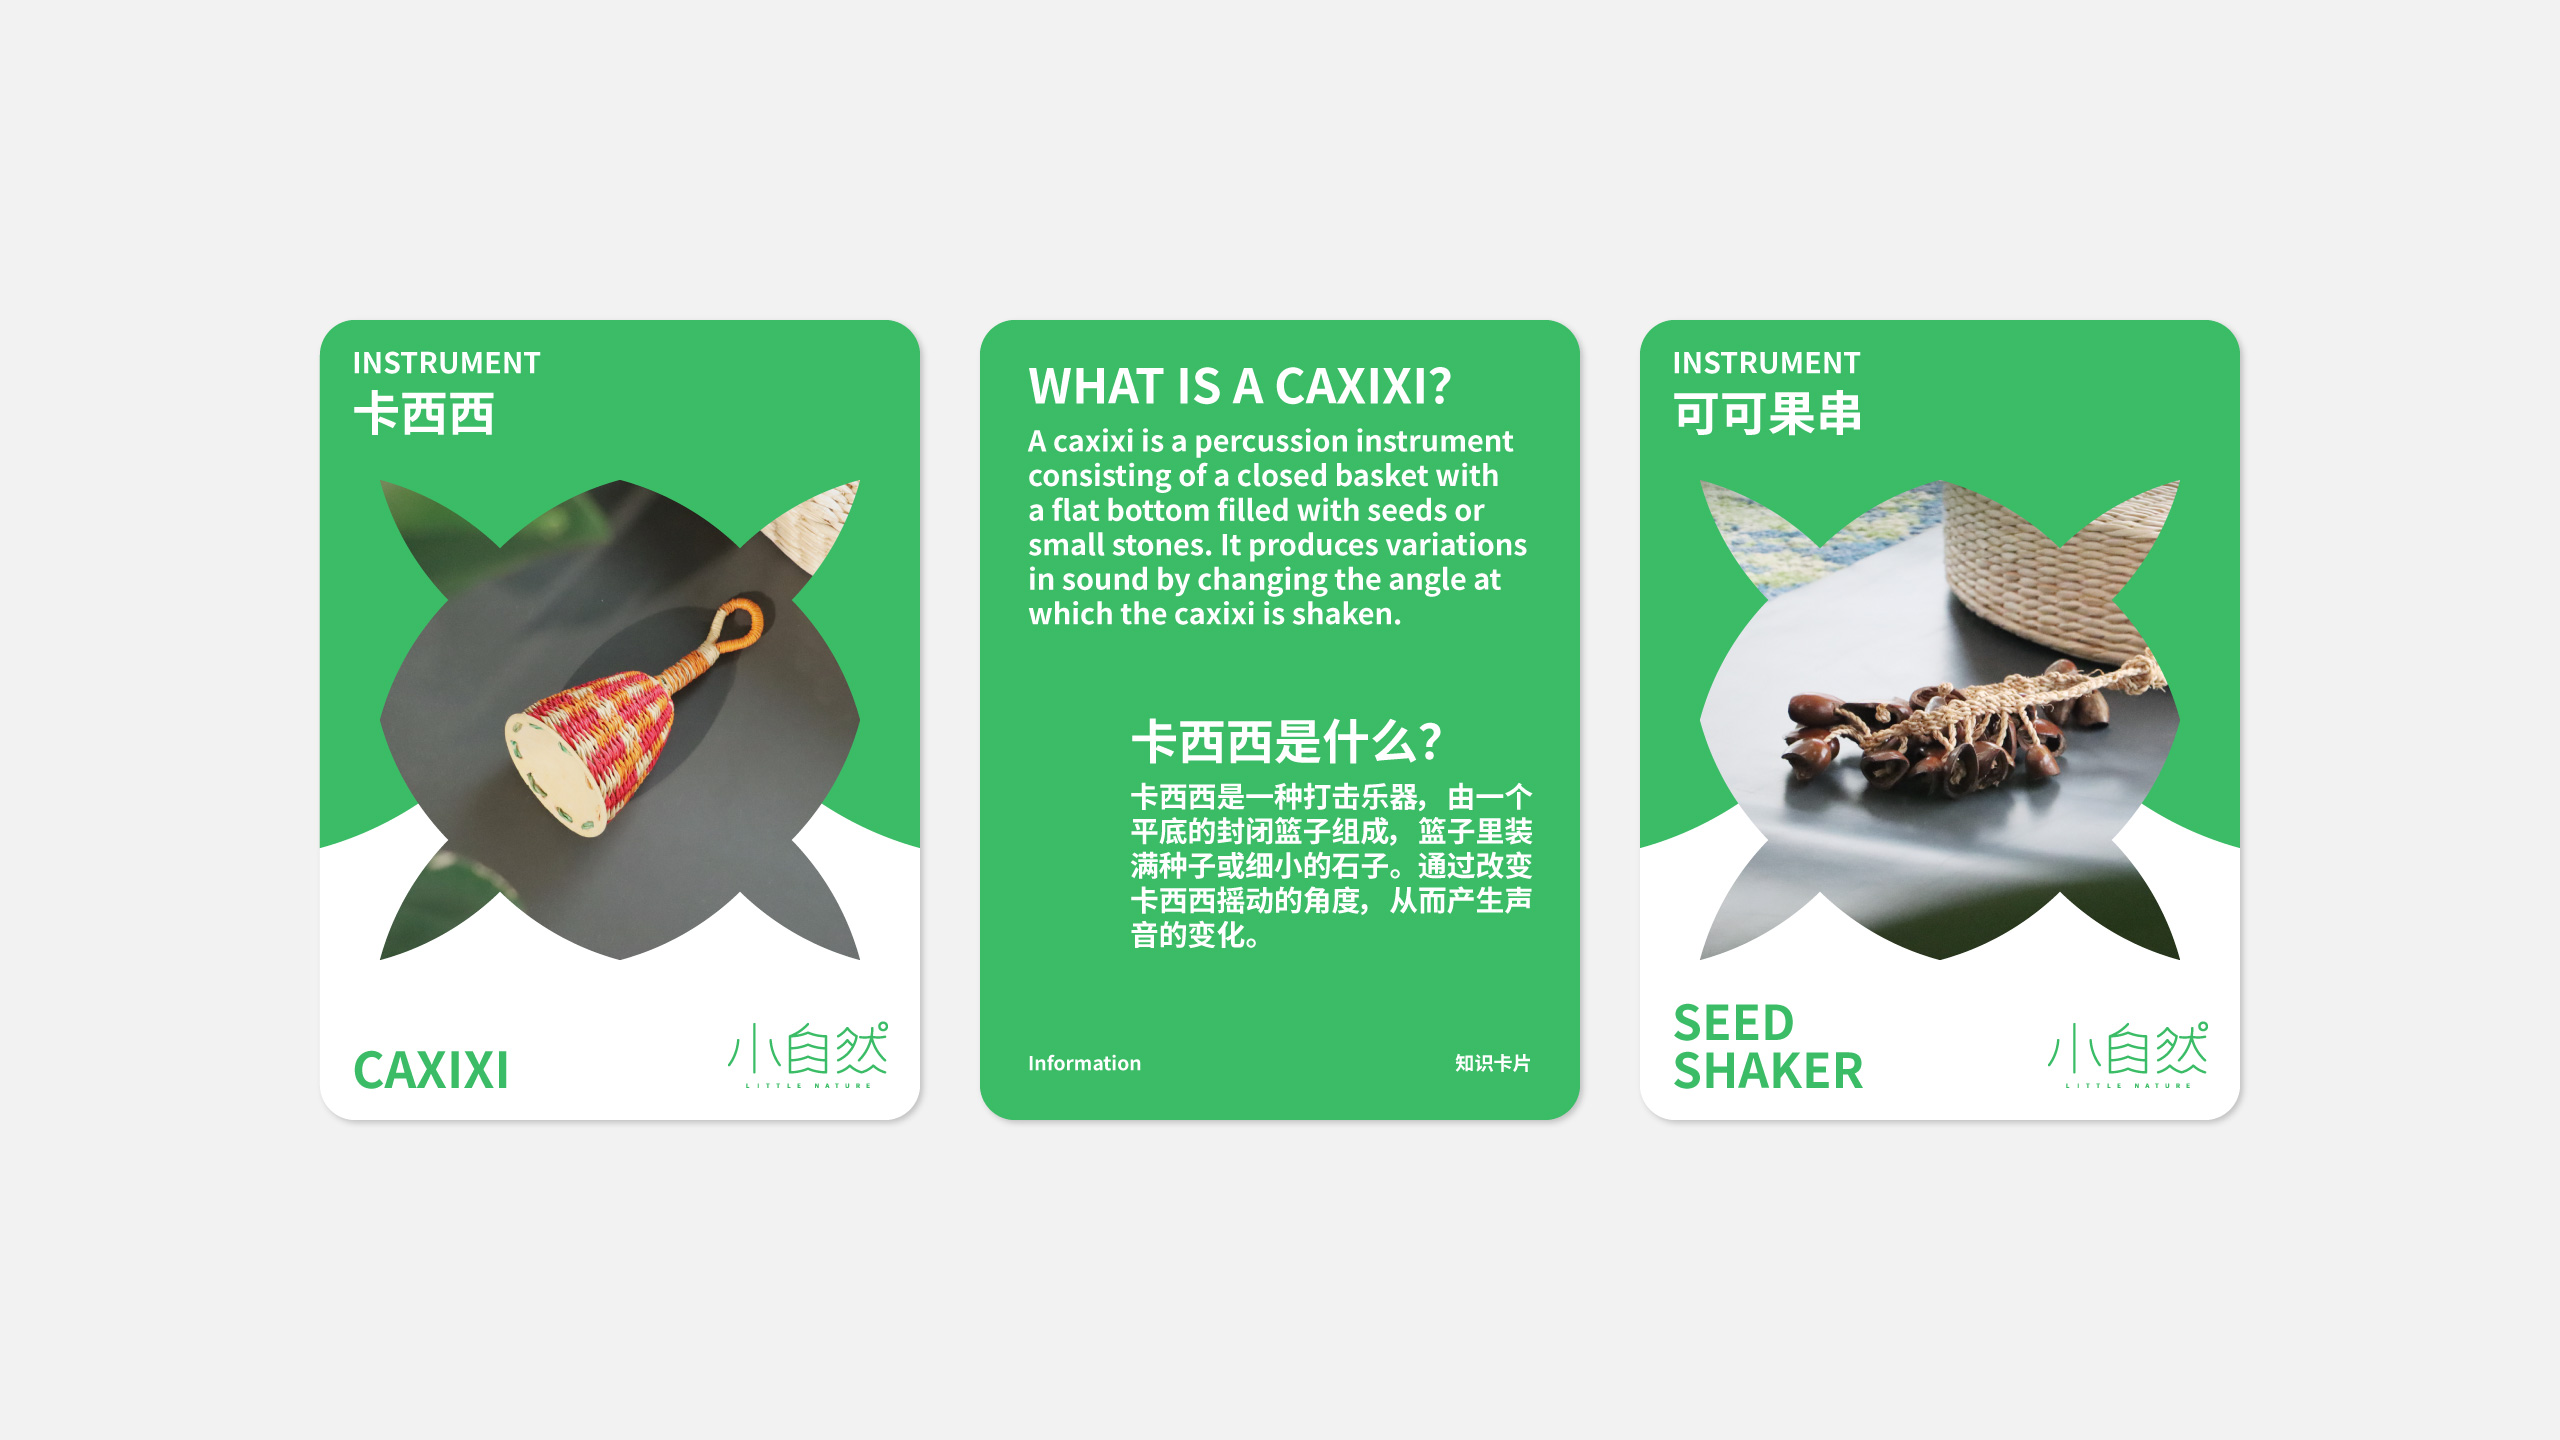 INSTRUMENT
卡西西
CAXIXI
小自然
LITTLE NATURE
WHAT IS A CAXIXI?
A caxixi is a percussion instrument
consisting of a closed basket with
a flat bottom filled with seeds or
small stones. It produces variations
in sound by changing the angle at
which the caxixi is shaken.
卡西西是什么？
卡西西是一种打击乐器，由一个
平底的封闭篮子组成，篮子里装
满种子或细小的石子。通过改变
卡西西摇动的角度，从而产生声
音的变化。
Information
知识卡片
INSTRUMENT
可可果串
SEED
SHAKER
小自然
LITTLE NATURE